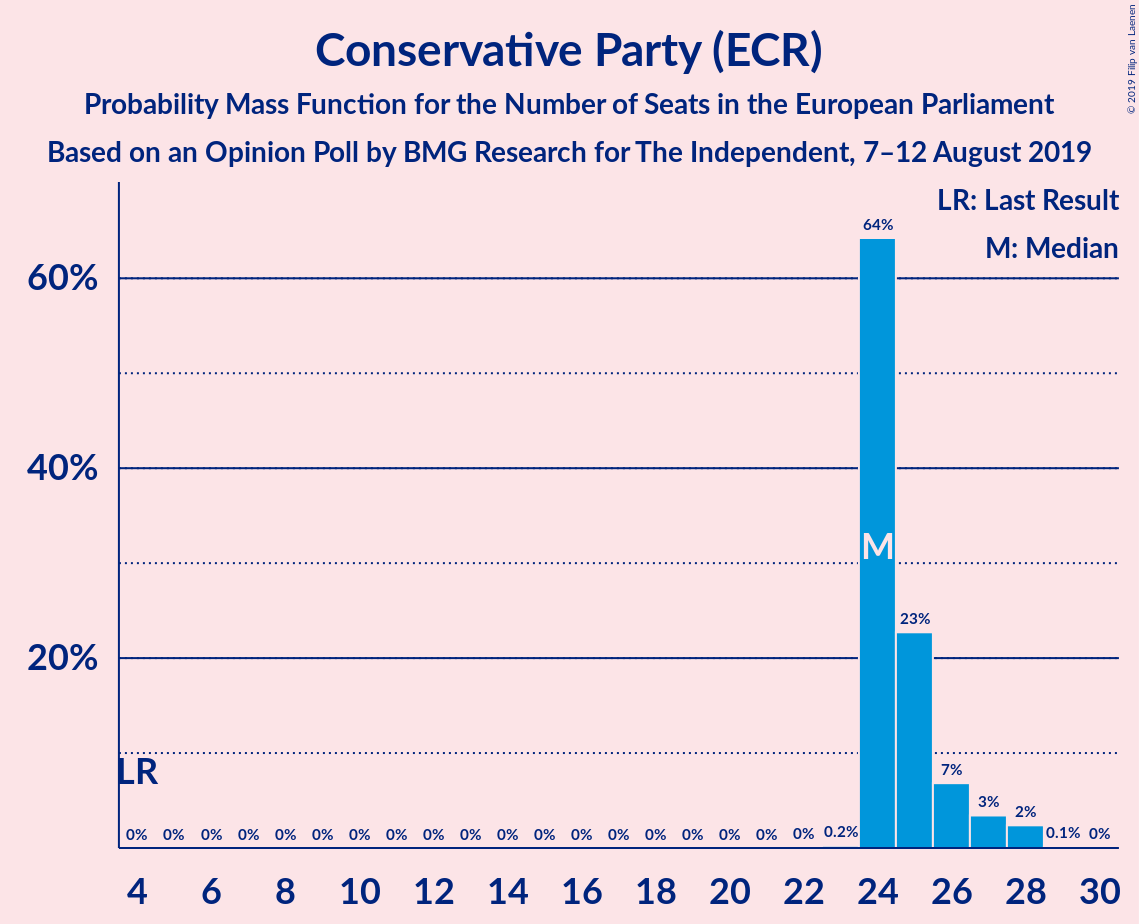 Conservative Party (ECR)
Probability Mass Function for the Number of Seats in the European Parliament
Based on an Opinion Poll by BMG Research for The Independent, 7–12 August 2019
© 2019 Filip van Laenen
LR: Last Result
M: Median
64%
60%
40%
M
23%
20%
LR
7%
3%
2%
0% 0% 0% 0% 0% 0% 0% 0% 0% 0% 0% 0% 0% 0% 0% 0% 0% 0% 0% 0.2% 0.1% 0%
4 6 8 10 12 14 16 18 20 22 24 26 28 30